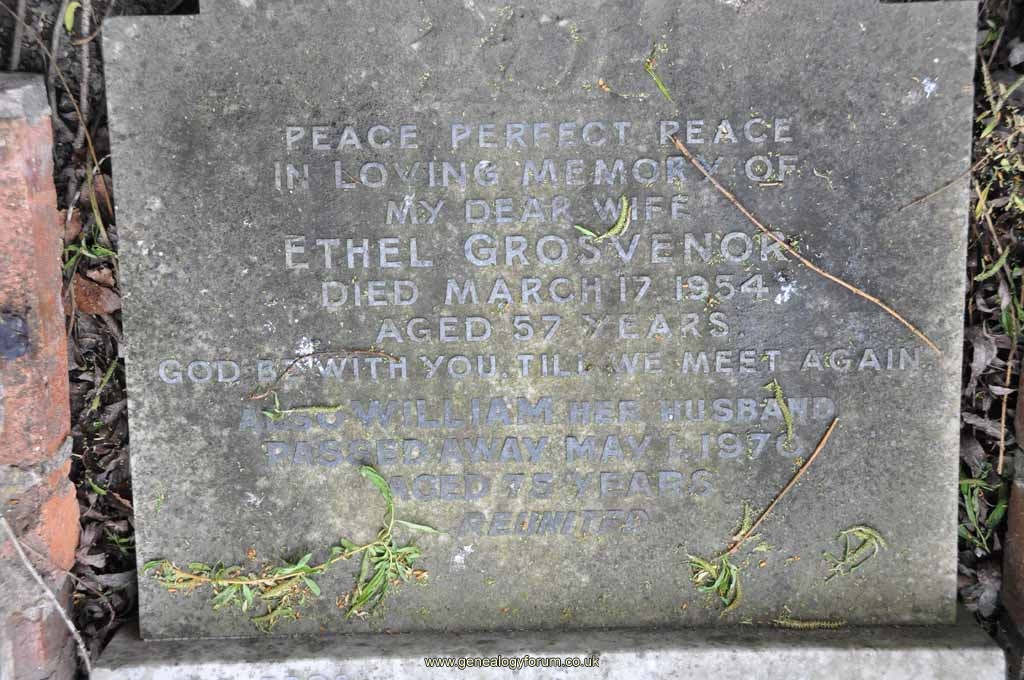 PEACE PERFECT PEACE
IN LOVING MEMORY OF
MY DEAR WIFE
ETHEL GROSVENOR
DIED MARCH 17 1954
AGED 57 YEARS.
GOD BE WITH YOU TILL WE MEET AGAIN
ALSO WILLIAM HER HUSBAND
PASSED AWAY MAY 1. 
AGED 75 YEARS
REUNITED
www.genealogyforum.co.uk